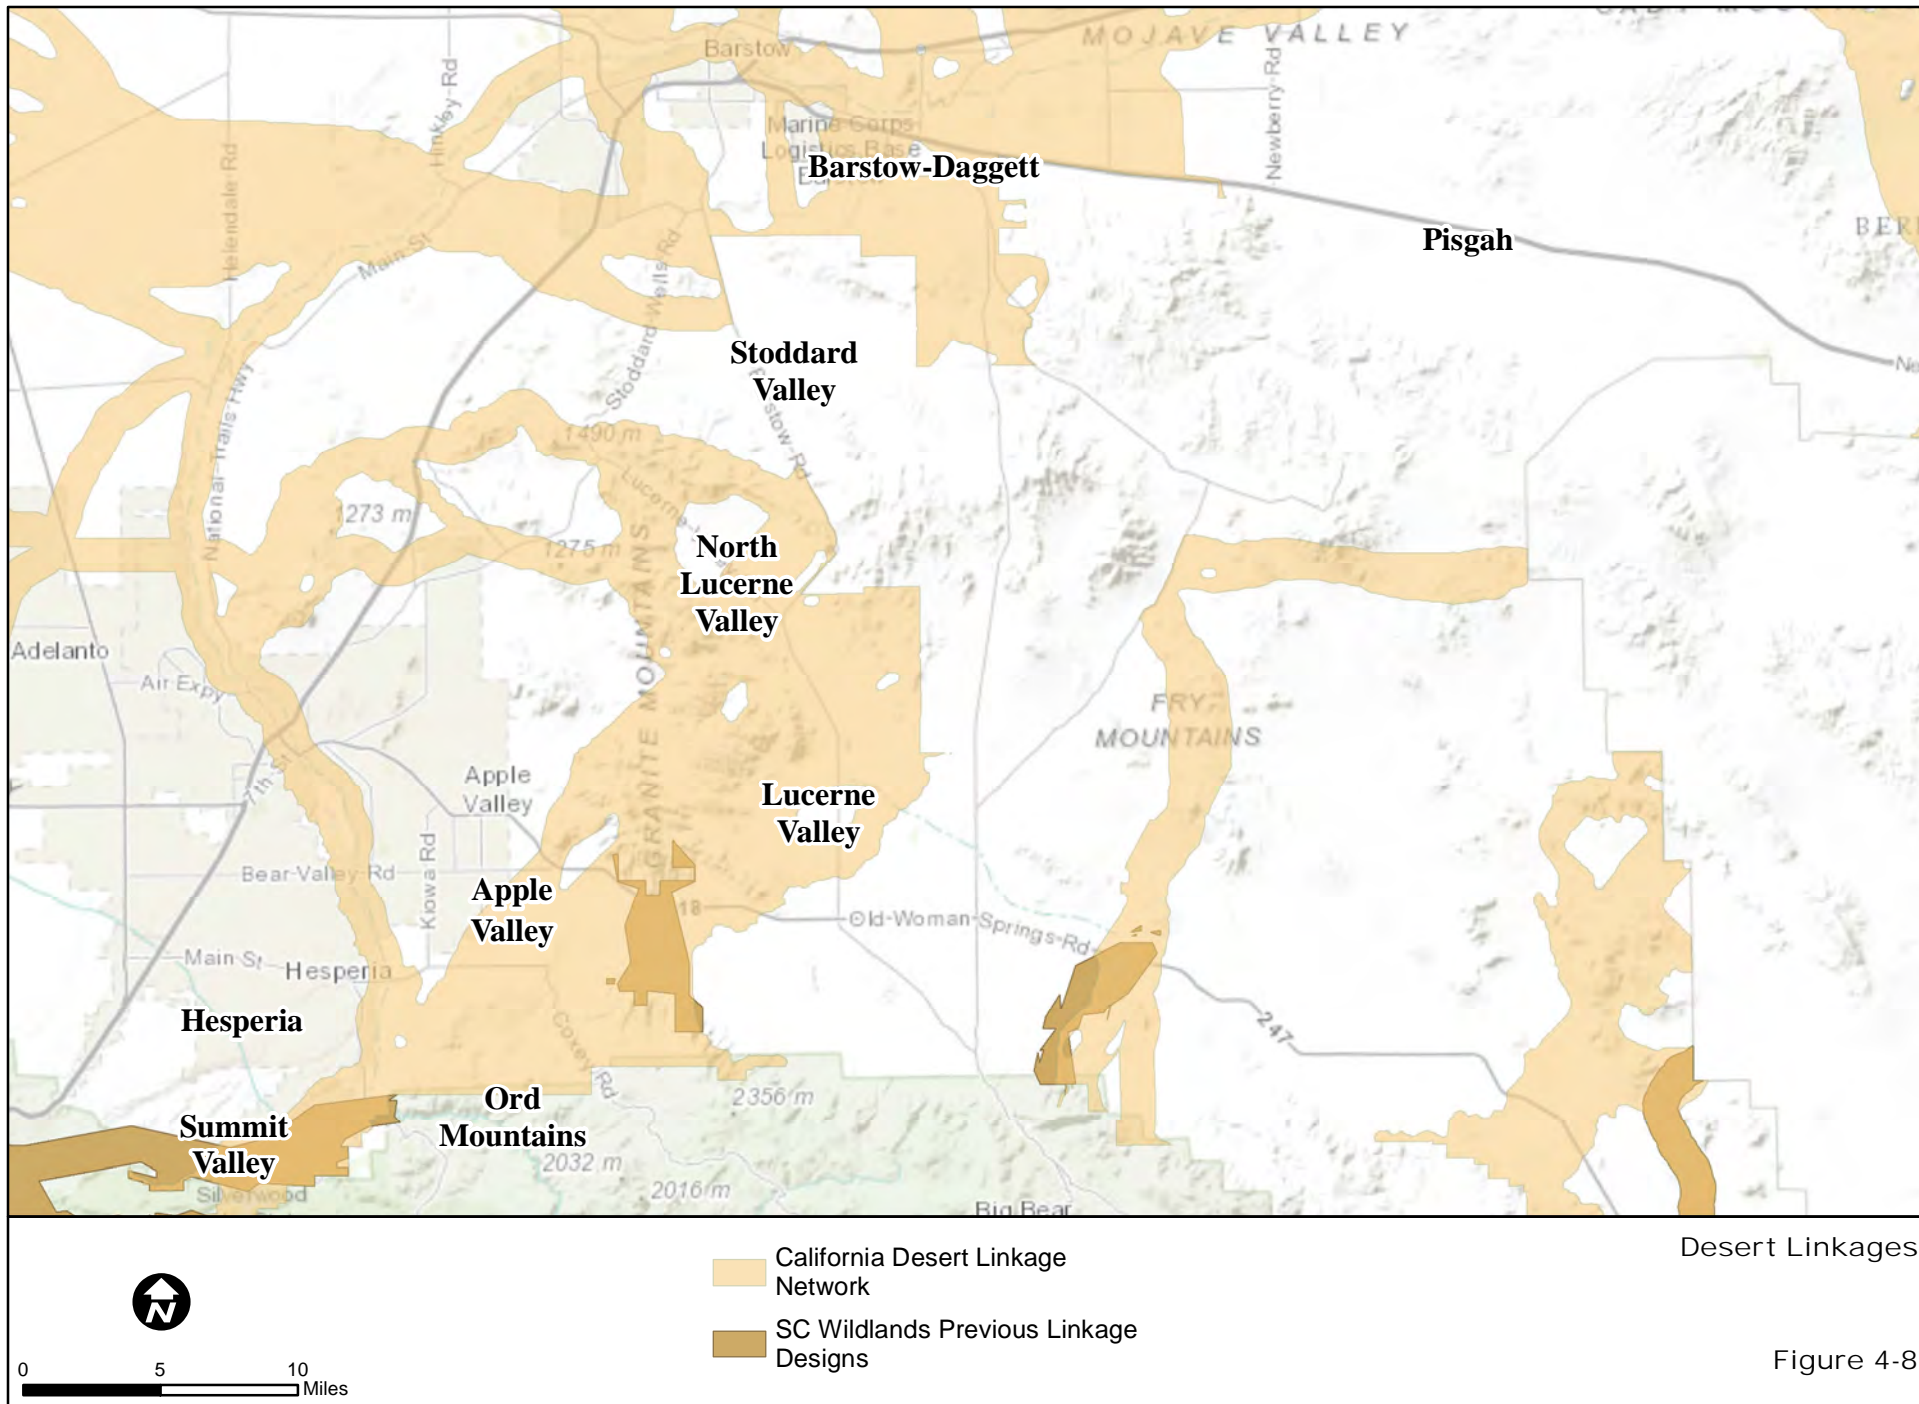 MOJAVE VALLEY
Barstow
Hinkley-Rd
Newberry-Rd
Marine Corps
Logistics Base
Barstow-Daggett
Helendale Rd
Pisgah
Main St
Stoddard-Wells-Rd
Stoddard
Valley
National-Trails-Hwy
1490 m
1273 m
1275 m
North
Lucerne
Valley
GRANITE MOUNTAINS
Adelanto
Air Expy
FRY
MOUNTAINS
7th St
Apple
Valley
Lucerne
Valley
Kiowa Rd
Bear-Valley-Rd
Apple
Valley
18
Old-Woman-Springs-Rd
Main St
Hesperia
Hesperia
Coxey Rd
247
2356 m
Ord
Mountains
Summit
Valley
2032 m
2016 m
Silverwood
Big Bear
California Desert Linkage
Network
SC Wildlands Previous Linkage
Designs
Desert Linkages
Figure 4-8
N
0 5 10
Miles